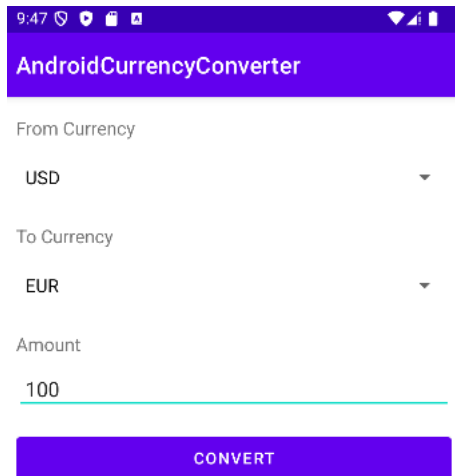 9:47
AndroidCurrencyConverter
From Currency
USD
To Currency
EUR
Amount
100
CONVERT